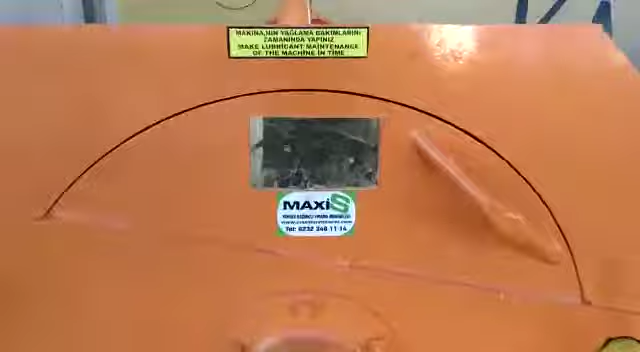 MAKİNA,NIN YAĞLAMA BAKIMLARINI
ZAMANINDA YAPINIZ
MAKE LUBRICANT MAINTENANCE
OF THE MACHINE IN TIME
MAXİS
Tel: 0232 248 11 14